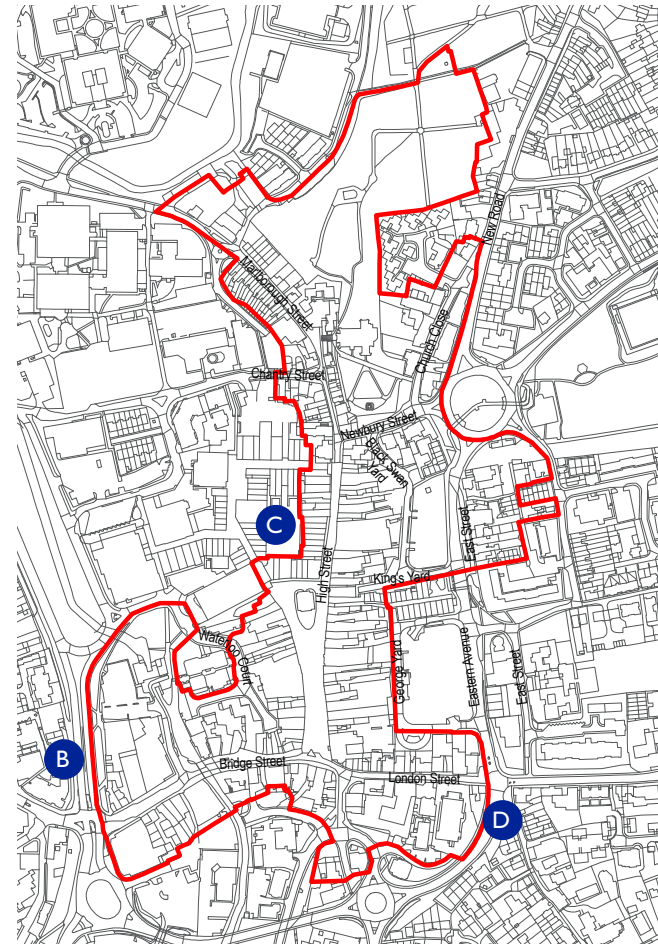 New Road
Marlborough Street
Church Close
Chantry Street
Newbury Street
Black Swan
Yard
C
East Street
High Street
King's Yard
Waterloo Court
George Yard
Eastern Avenue
East Street
B
Bridge Street
London Street
D